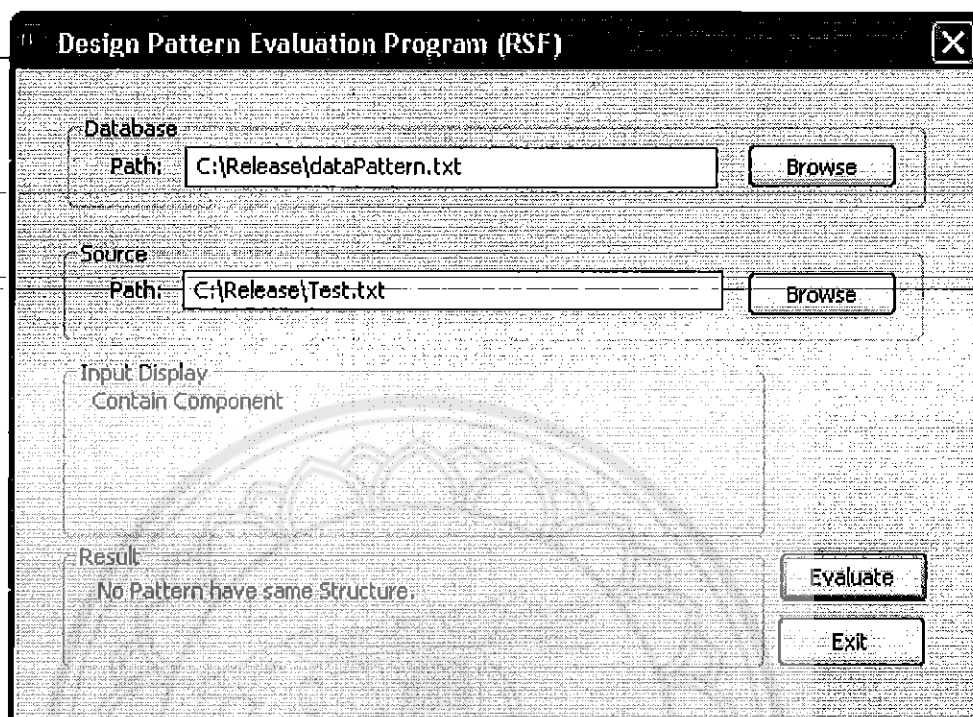 Design Pattern Evaluation Program (RSF)
Database
Path: C:\Release\dataPattern.txt Browse
Source
Path: C:\Release\Test.txt Browse
Input Display
Contain Component
Result
No Pattern have same Structure.
Evaluate
Exit